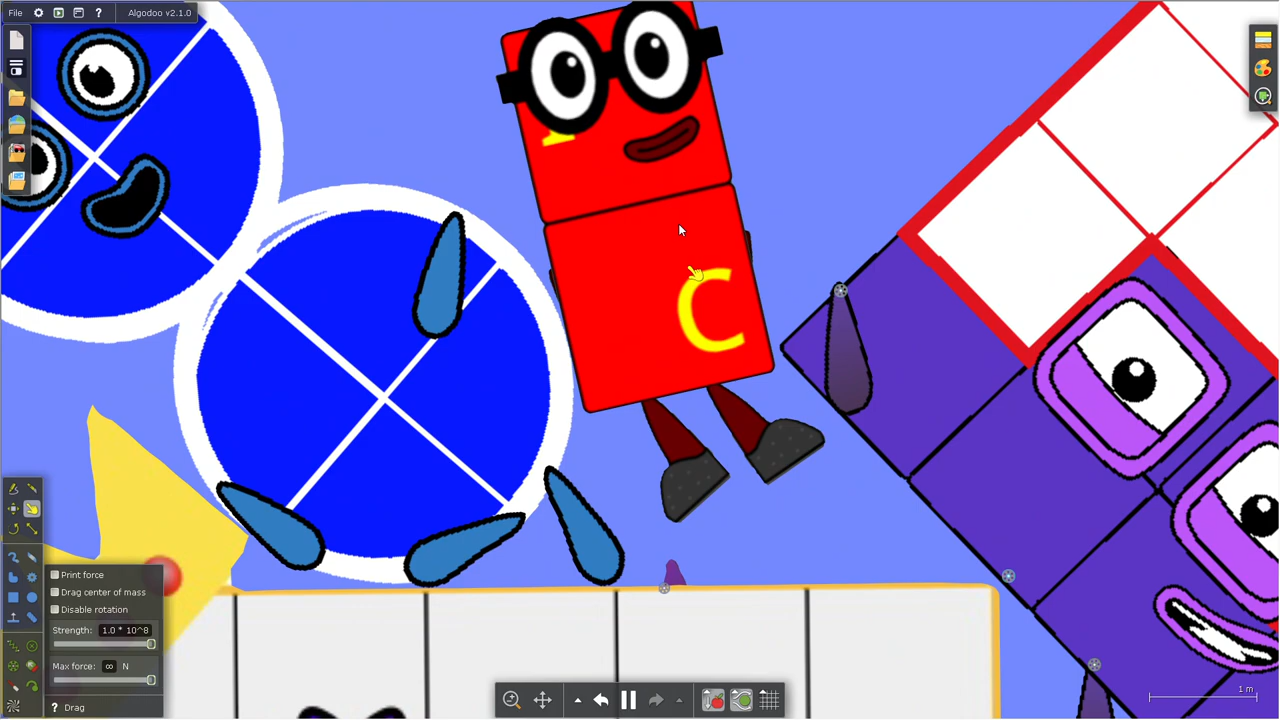 File ? Algodoo v2.1.0
C
Print force
Drag center of mass
Disable rotation
Strength: 1.0 * 10^8
Max force: ∞ N
? Drag
1 m